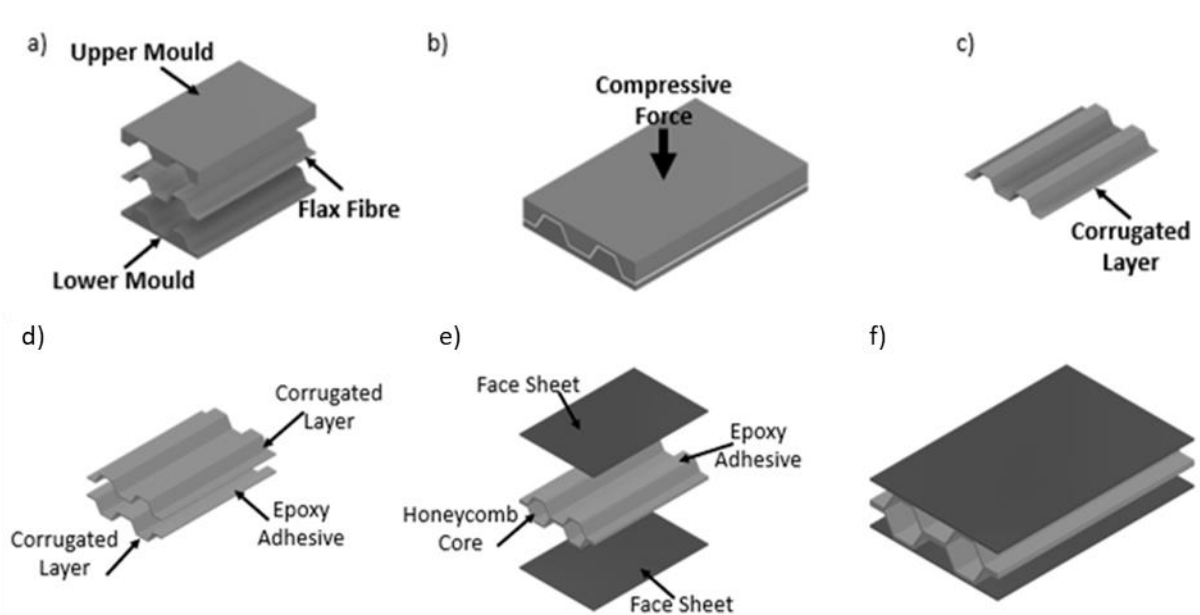 a)
Upper Mould
Flax Fibre
Lower Mould
b)
Compressive
Force
c)
Corrugated
Layer
d)
Corrugated
Layer
Epoxy
Adhesive
Corrugated
Layer
e)
Face Sheet
Epoxy
Adhesive
Honeycomb
Core
Face Sheet
f)